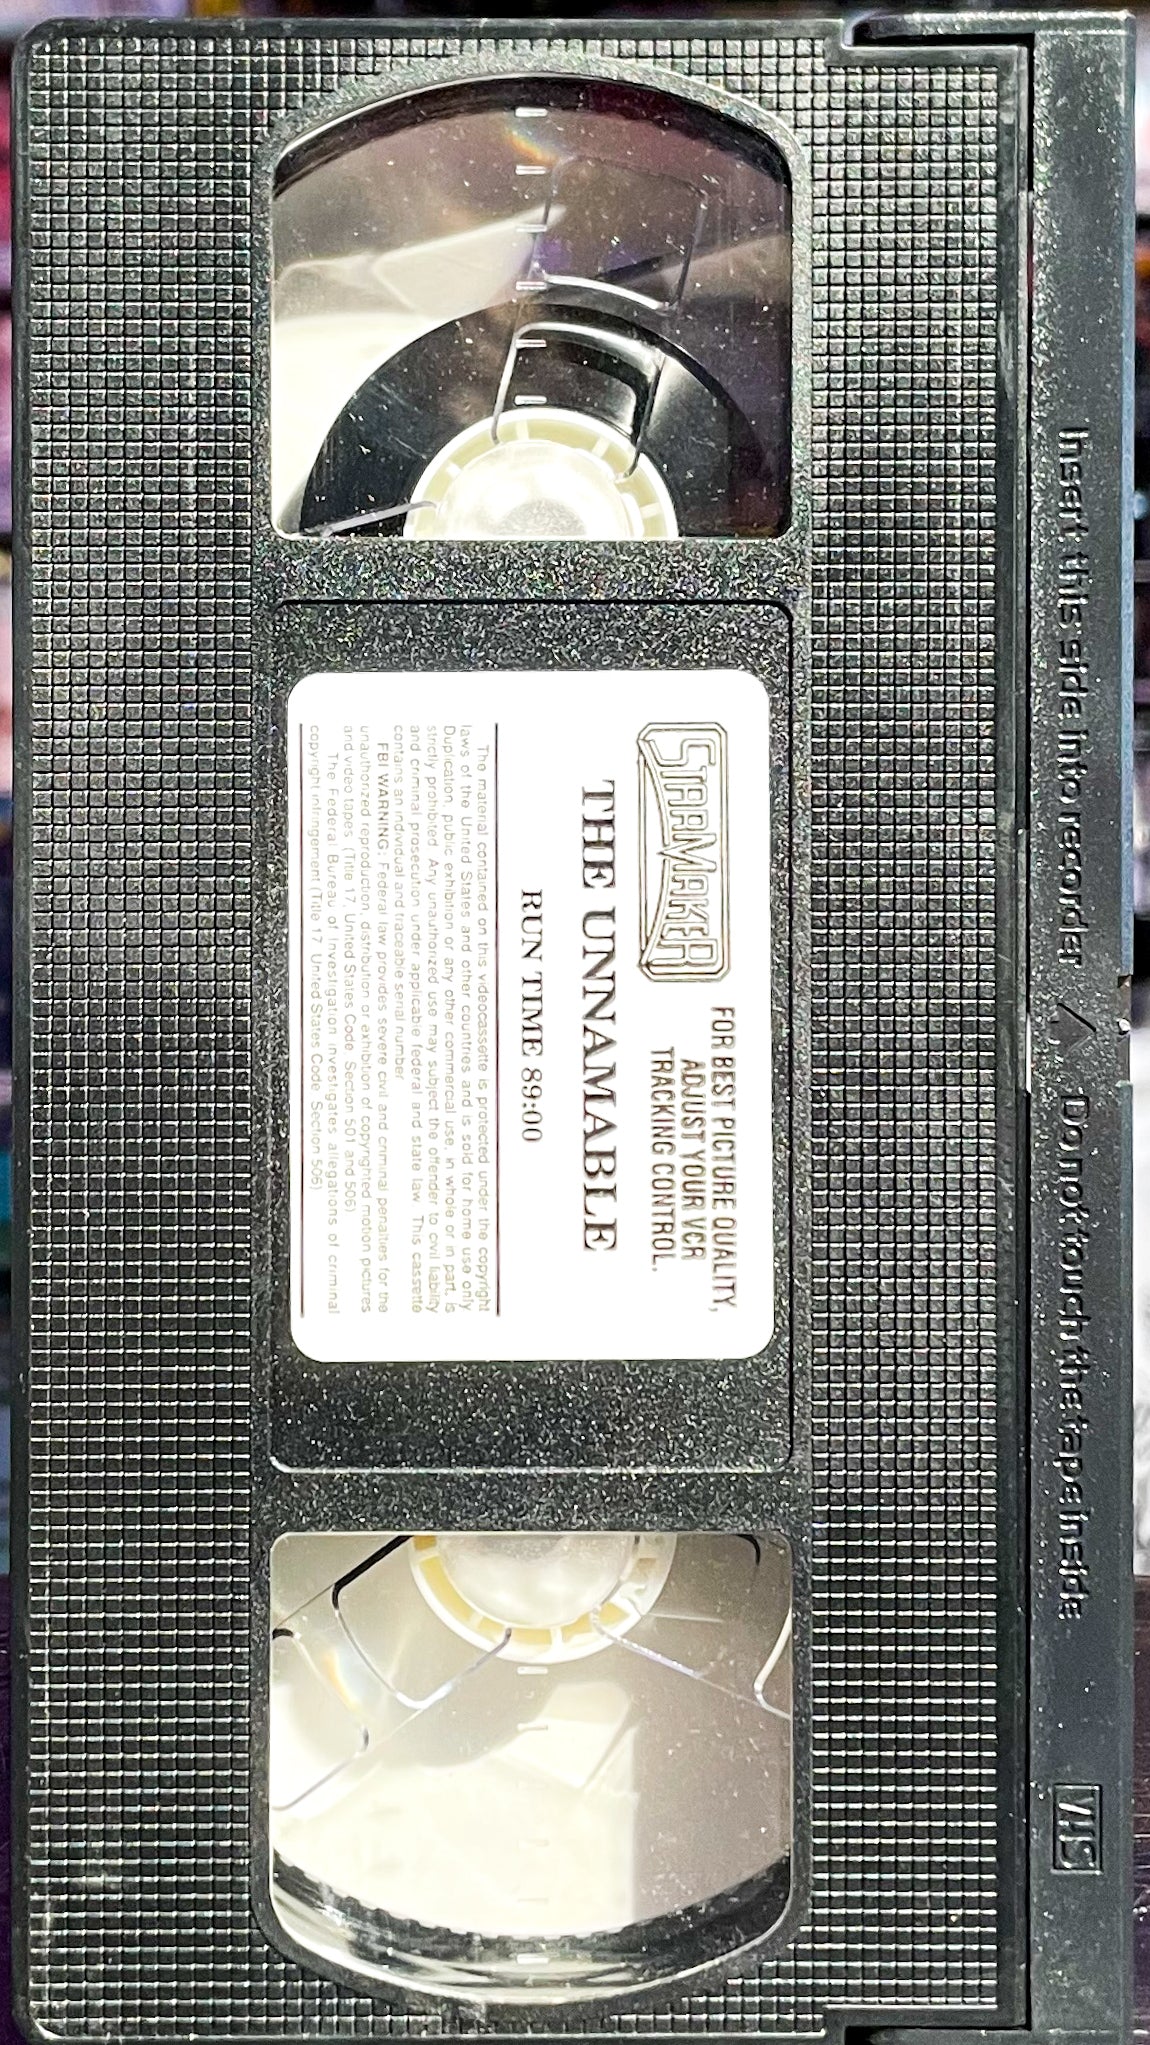 Insert this side into recorder △ Do not touch the tape inside
VHS
STARMAKER
FOR BEST PICTURE QUALITY,
ADJUST YOUR VCR
TRACKING CONTROL.
THE UNNAMABLE
RUN TIME 89:00
The material contained on this videocassette is protected under the copyright
laws of the United States and other countries and is sold for home use only
Duplication, public exhibition or any other commercial use, in whole or in part, is
strictly prohibited. Any unauthorized use may subject the offender to civil liability
and criminal prosecution under applicable federal and state law. This cassette
contains an individual and traceable serial number
FBI WARNING: Federal law provides severe civil and criminal penalties for the
unauthorized reproduction, distribution or exhibition of copyrighted motion pictures
and video tapes (Title 17, United States Code, Section 501 and 506)
The Federal Bureau of Investigation investigates allegations of criminal
copyright infringement (Title 17 United States Code Section 506)